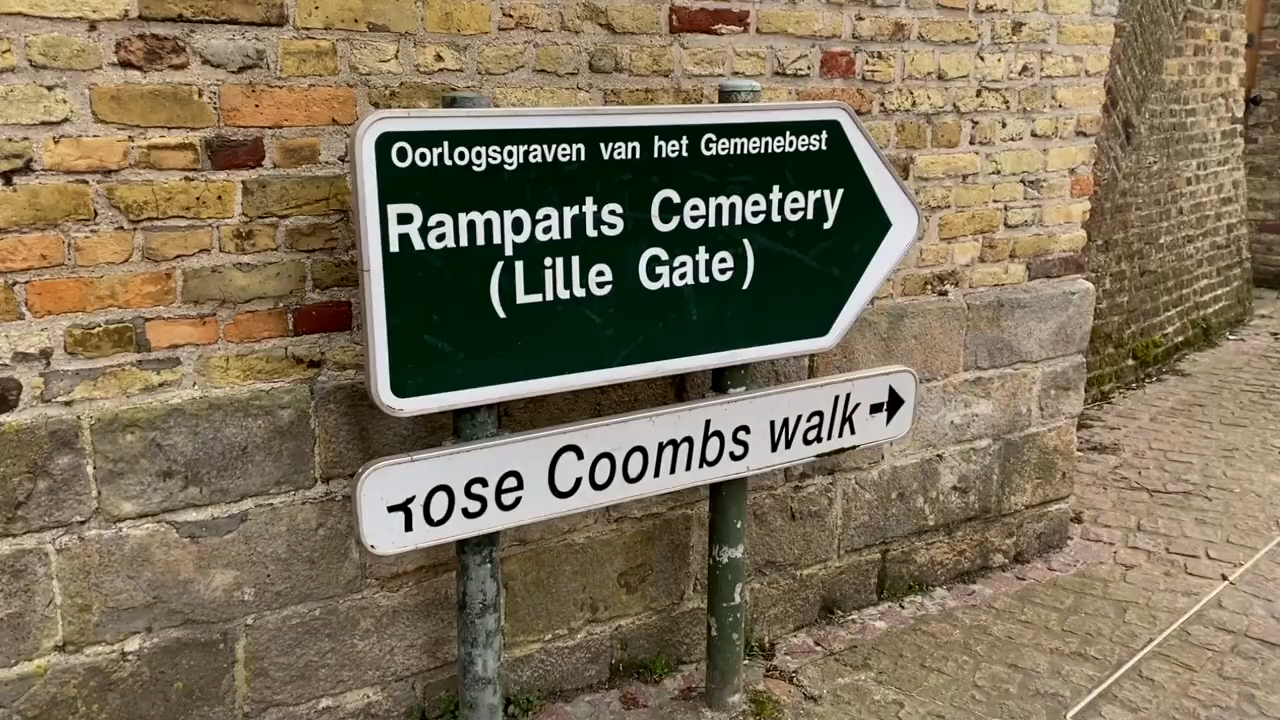 Oorlogsgraven van het Gemenebest
Ramparts Cemetery
(Lille Gate)
rose Coombs walk